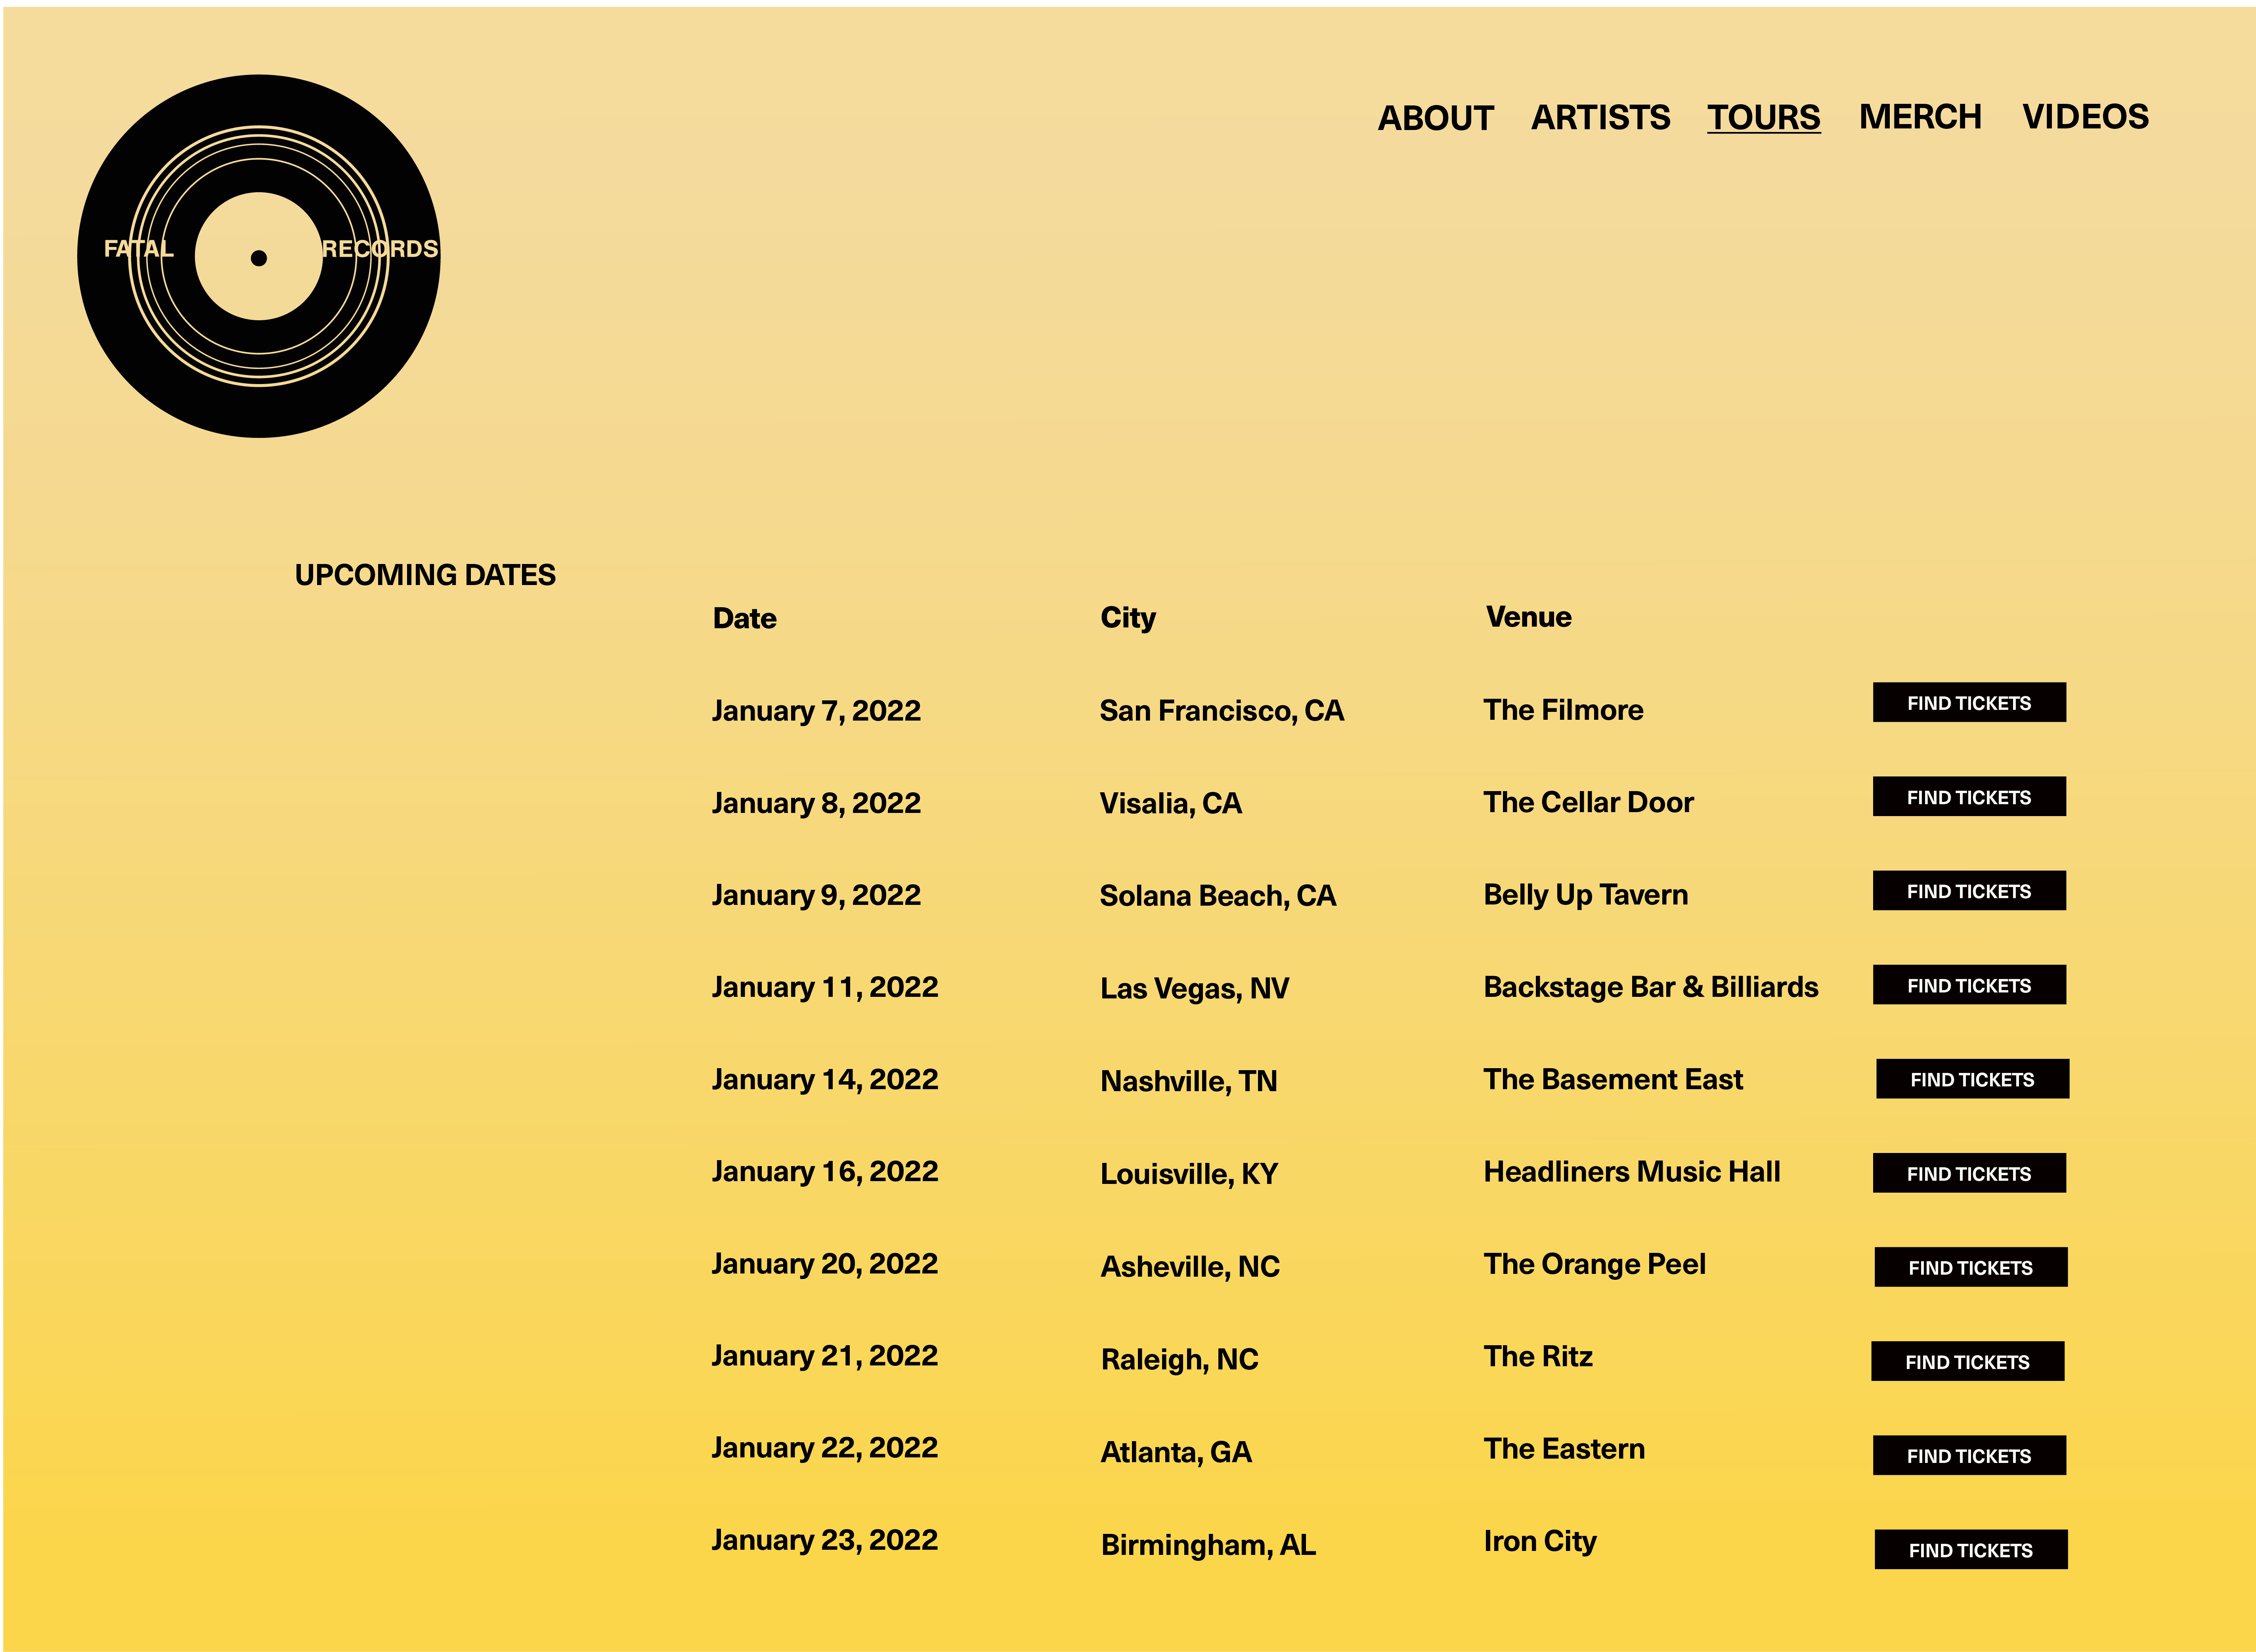 ABOUT ARTISTS TOURS MERCH VIDEOS
FATAL RECORDS
UPCOMING DATES
Date City Venue
January 7, 2022 San Francisco, CA The Filmore FIND TICKETS
January 8, 2022 Visalia, CA The Cellar Door FIND TICKETS
January 9, 2022 Solana Beach, CA Belly Up Tavern FIND TICKETS
January 11, 2022 Las Vegas, NV Backstage Bar & Billiards FIND TICKETS
January 14, 2022 Nashville, TN The Basement East FIND TICKETS
January 16, 2022 Louisville, KY Headliners Music Hall FIND TICKETS
January 20, 2022 Asheville, NC The Orange Peel FIND TICKETS
January 21, 2022 Raleigh, NC The Ritz FIND TICKETS
January 22, 2022 Atlanta, GA The Eastern FIND TICKETS
January 23, 2022 Birmingham, AL Iron City FIND TICKETS